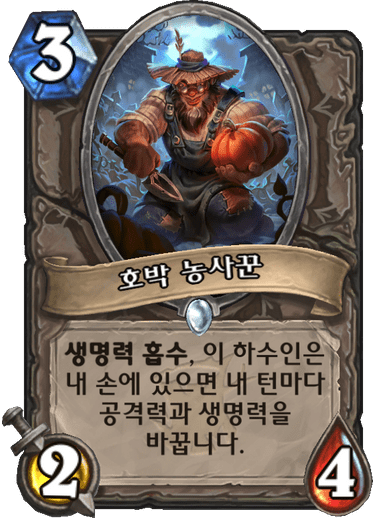 3
호박 농사꾼
생명력 흡수, 이 하수인은
내 손에 있으면 내 턴마다
공격력과 생명력을
바꿉니다.
2
4